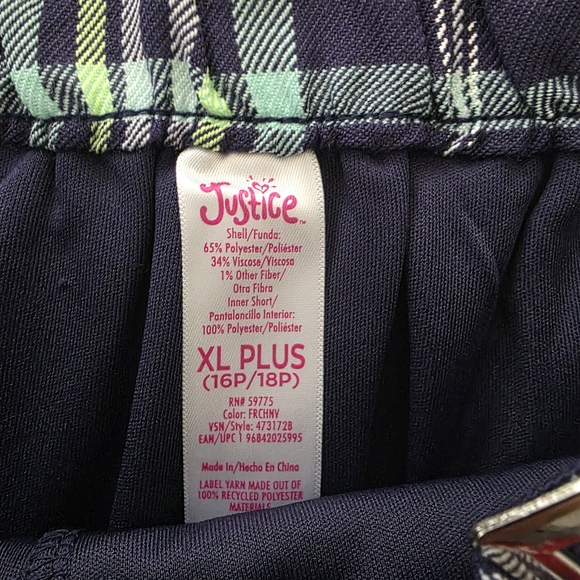 Justice™
Shell/Funda:
65% Polyester/Poliéster
34% Viscose/Viscosa
1% Other Fiber/
Otra Fibra
Inner Short/
Pantaloncillo Interior:
100% Polyester/Poliéster
XL PLUS
(16P/18P)
RN# 59775
Color: FRCHNV
VSN/Style: 473172B
EAN/UPC 1 96842025995
Made in/Hecho En China
LABEL YARN MADE OUT OF
100% RECYCLED POLYESTER
MATERIALS